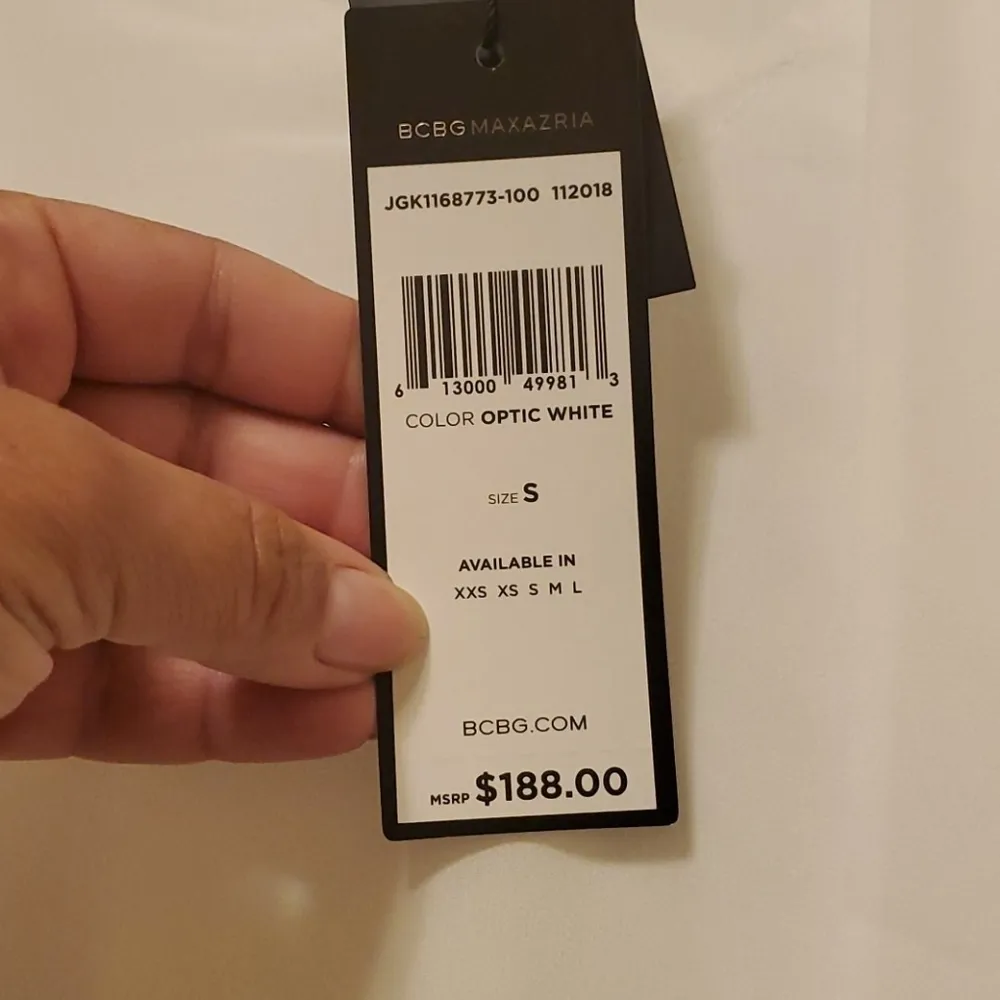 BCBGMAXAZRIA
JGK1168773-100 112018
6 13000 49981 3
COLOR OPTIC WHITE
SIZE S
AVAILABLE IN
XXS XS S M L
BCBG.COM
MSRP $188.00